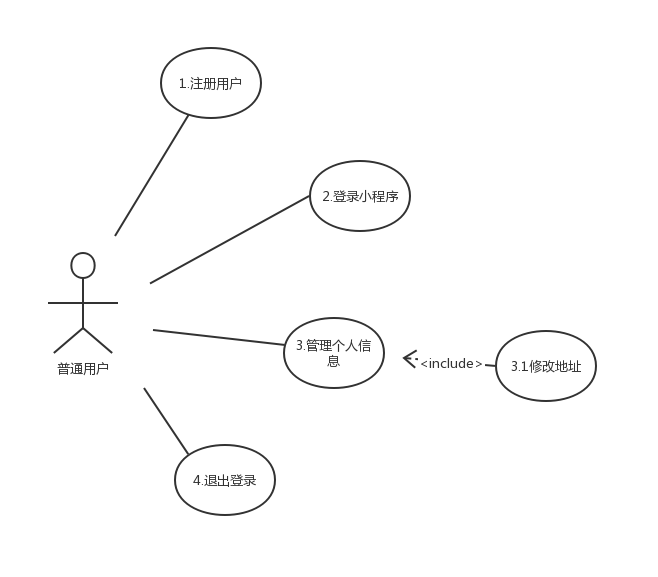 1.注册用户
2.登录小程序
普通用户
3.管理个人信
息
<include>
3.1修改地址
4.退出登录